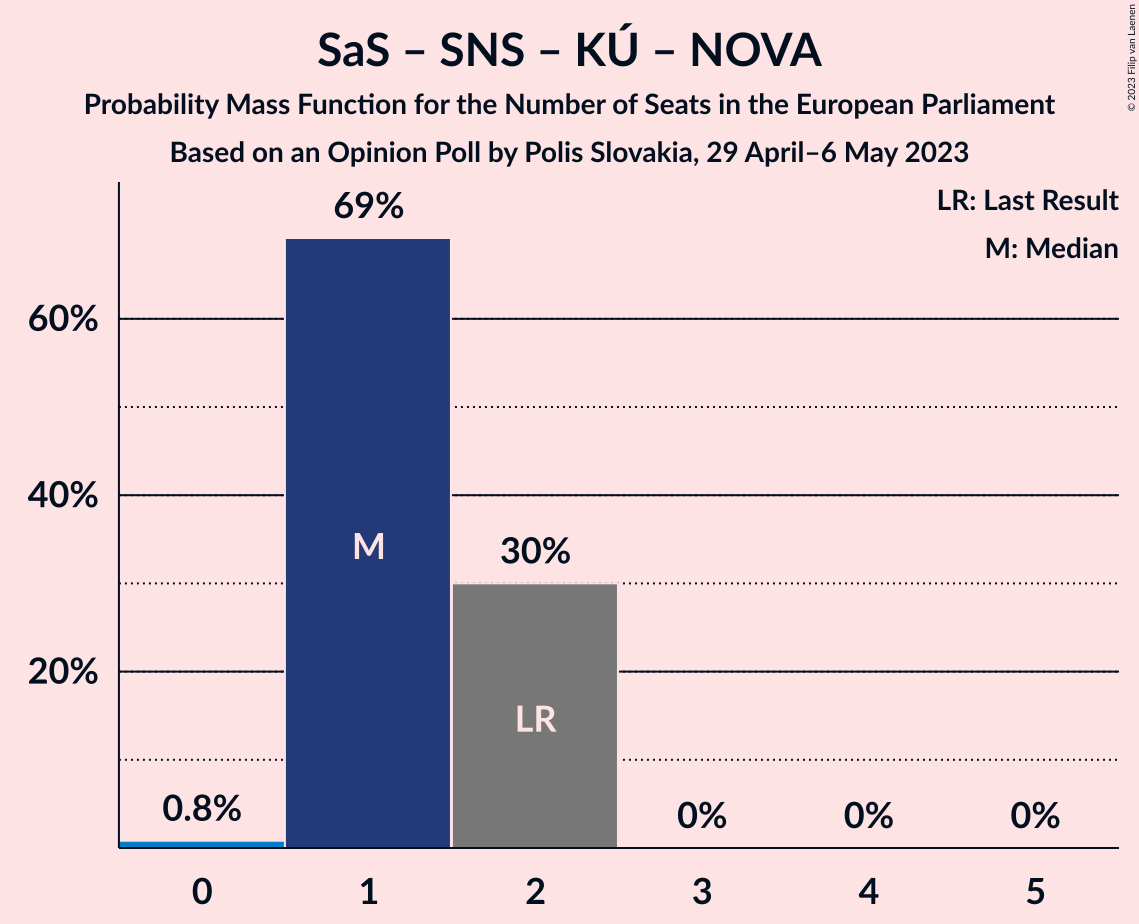 SaS – SNS – KÚ – NOVA
Probability Mass Function for the Number of Seats in the European Parliament
Based on an Opinion Poll by Polis Slovakia, 29 April–6 May 2023
© 2023 Filip van Laenen
LR: Last Result
M: Median
69%
60%
40%
M
30%
20%
LR
0.8%
0%
0%
0%
0
1
2
3
4
5